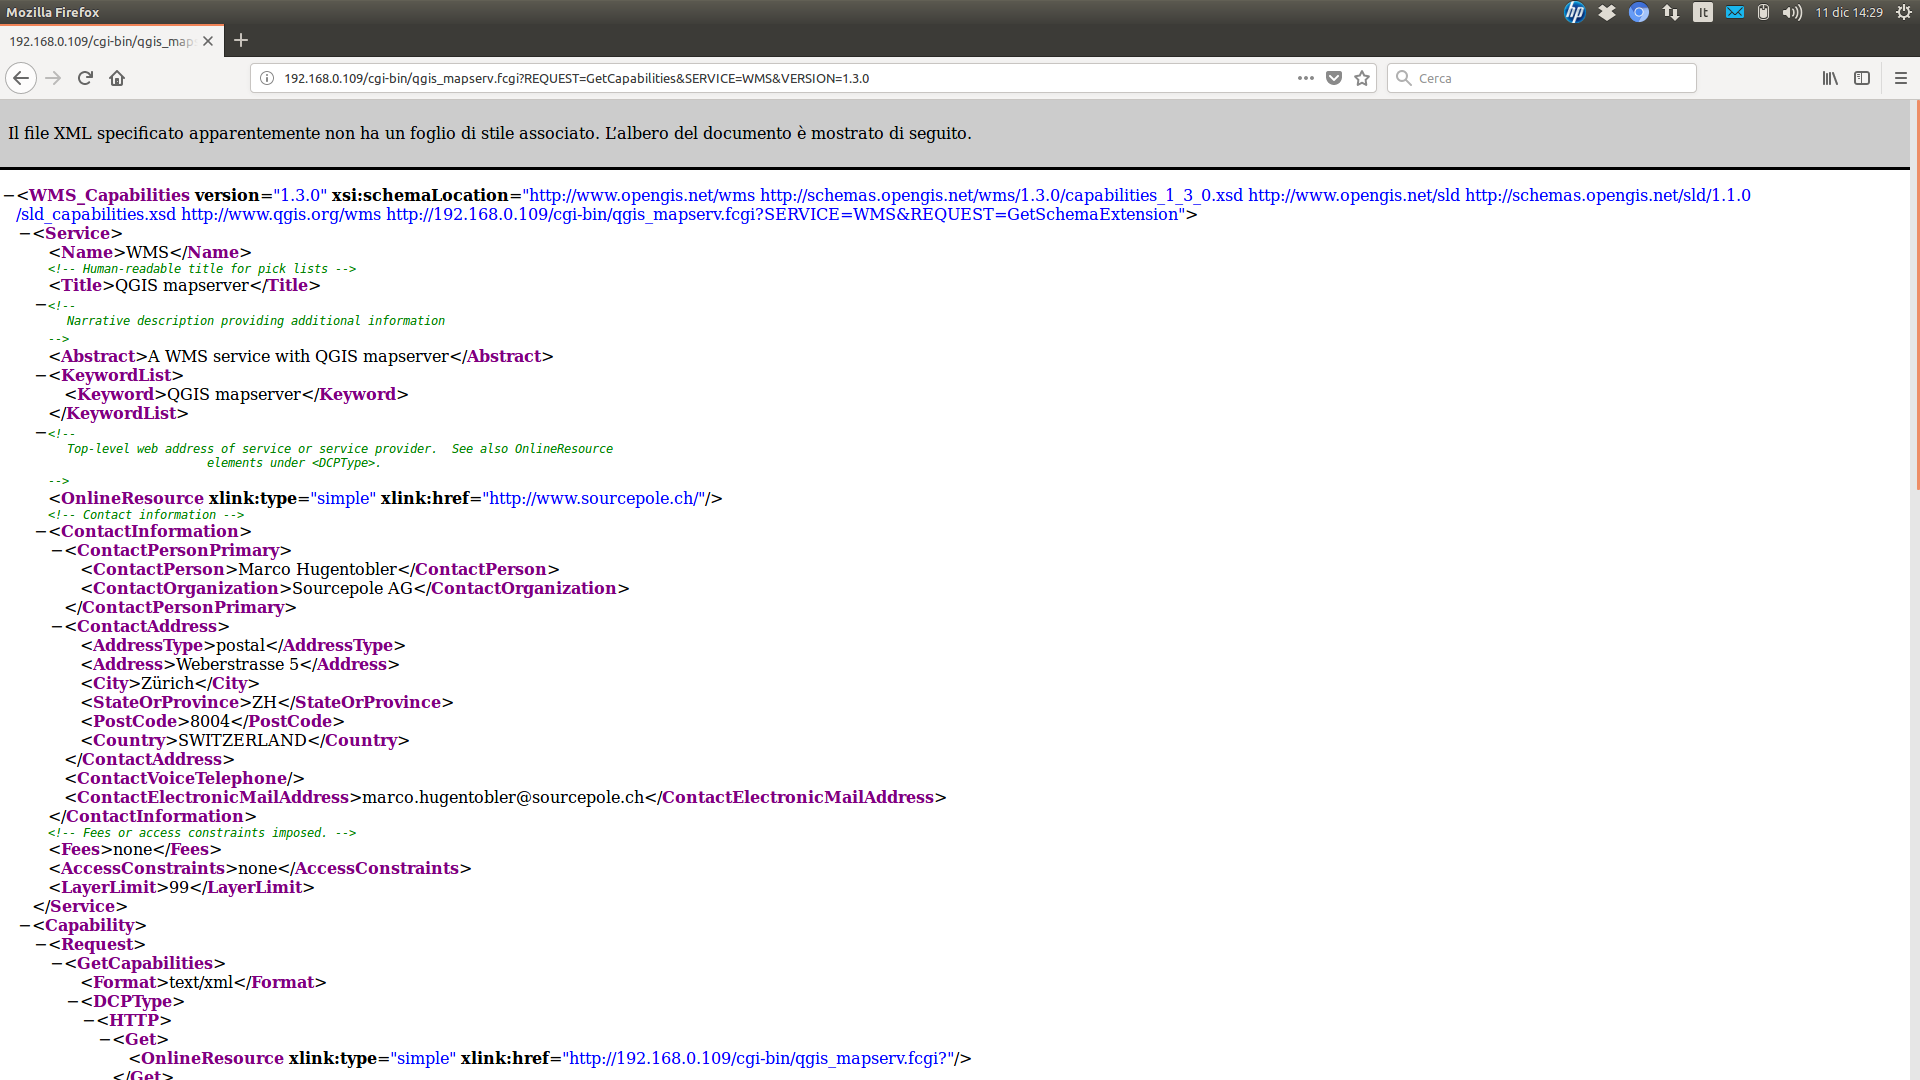 Mozilla Firefox
hp
It
11 dic 14:29
192.168.0.109/cgi-bin/qgis_map
192.168.0.109/cgi-bin/qgis_mapserv.fcgi?REQUEST=GetCapabilities&SERVICE=WMS&VERSION=1.3.0
Cerca
Il file XML specificato apparentemente non ha un foglio di stile associato. L’albero del documento è mostrato di seguito.
−<WMS_Capabilities version="1.3.0" xsi:schemaLocation="http://www.opengis.net/wms http://schemas.opengis.net/wms/1.3.0/capabilities_1_3_0.xsd http://www.opengis.net/sld http://schemas.opengis.net/sld/1.1.0
/sld_capabilities.xsd http://www.qgis.org/wms http://192.168.0.109/cgi-bin/qgis_mapserv.fcgi?SERVICE=WMS&REQUEST=GetSchemaExtension">
−<Service>
<Name>WMS</Name>
<!-- Human-readable title for pick lists -->
<Title>QGIS mapserver</Title>
−<!--
Narrative description providing additional information
-->
<Abstract>A WMS service with QGIS mapserver</Abstract>
−<KeywordList>
<Keyword>QGIS mapserver</Keyword>
</KeywordList>
−<!--
Top-level web address of service or service provider.  See also OnlineResource
elements under <DCPType>.
-->
<OnlineResource xlink:type="simple" xlink:href="http://www.sourcepole.ch/"/>
<!-- Contact information -->
−<ContactInformation>
−<ContactPersonPrimary>
<ContactPerson>Marco Hugentobler</ContactPerson>
<ContactOrganization>Sourcepole AG</ContactOrganization>
</ContactPersonPrimary>
−<ContactAddress>
<AddressType>postal</AddressType>
<Address>Weberstrasse 5</Address>
<City>Zürich</City>
<StateOrProvince>ZH</StateOrProvince>
<PostCode>8004</PostCode>
<Country>SWITZERLAND</Country>
</ContactAddress>
<ContactVoiceTelephone/>
<ContactElectronicMailAddress>marco.hugentobler@sourcepole.ch</ContactElectronicMailAddress>
</ContactInformation>
<!-- Fees or access constraints imposed. -->
<Fees>none</Fees>
<AccessConstraints>none</AccessConstraints>
<LayerLimit>99</LayerLimit>
</Service>
−<Capability>
−<Request>
−<GetCapabilities>
<Format>text/xml</Format>
−<DCPType>
−<HTTP>
−<Get>
<OnlineResource xlink:type="simple" xlink:href="http://192.168.0.109/cgi-bin/qgis_mapserv.fcgi?"/>
</Get>